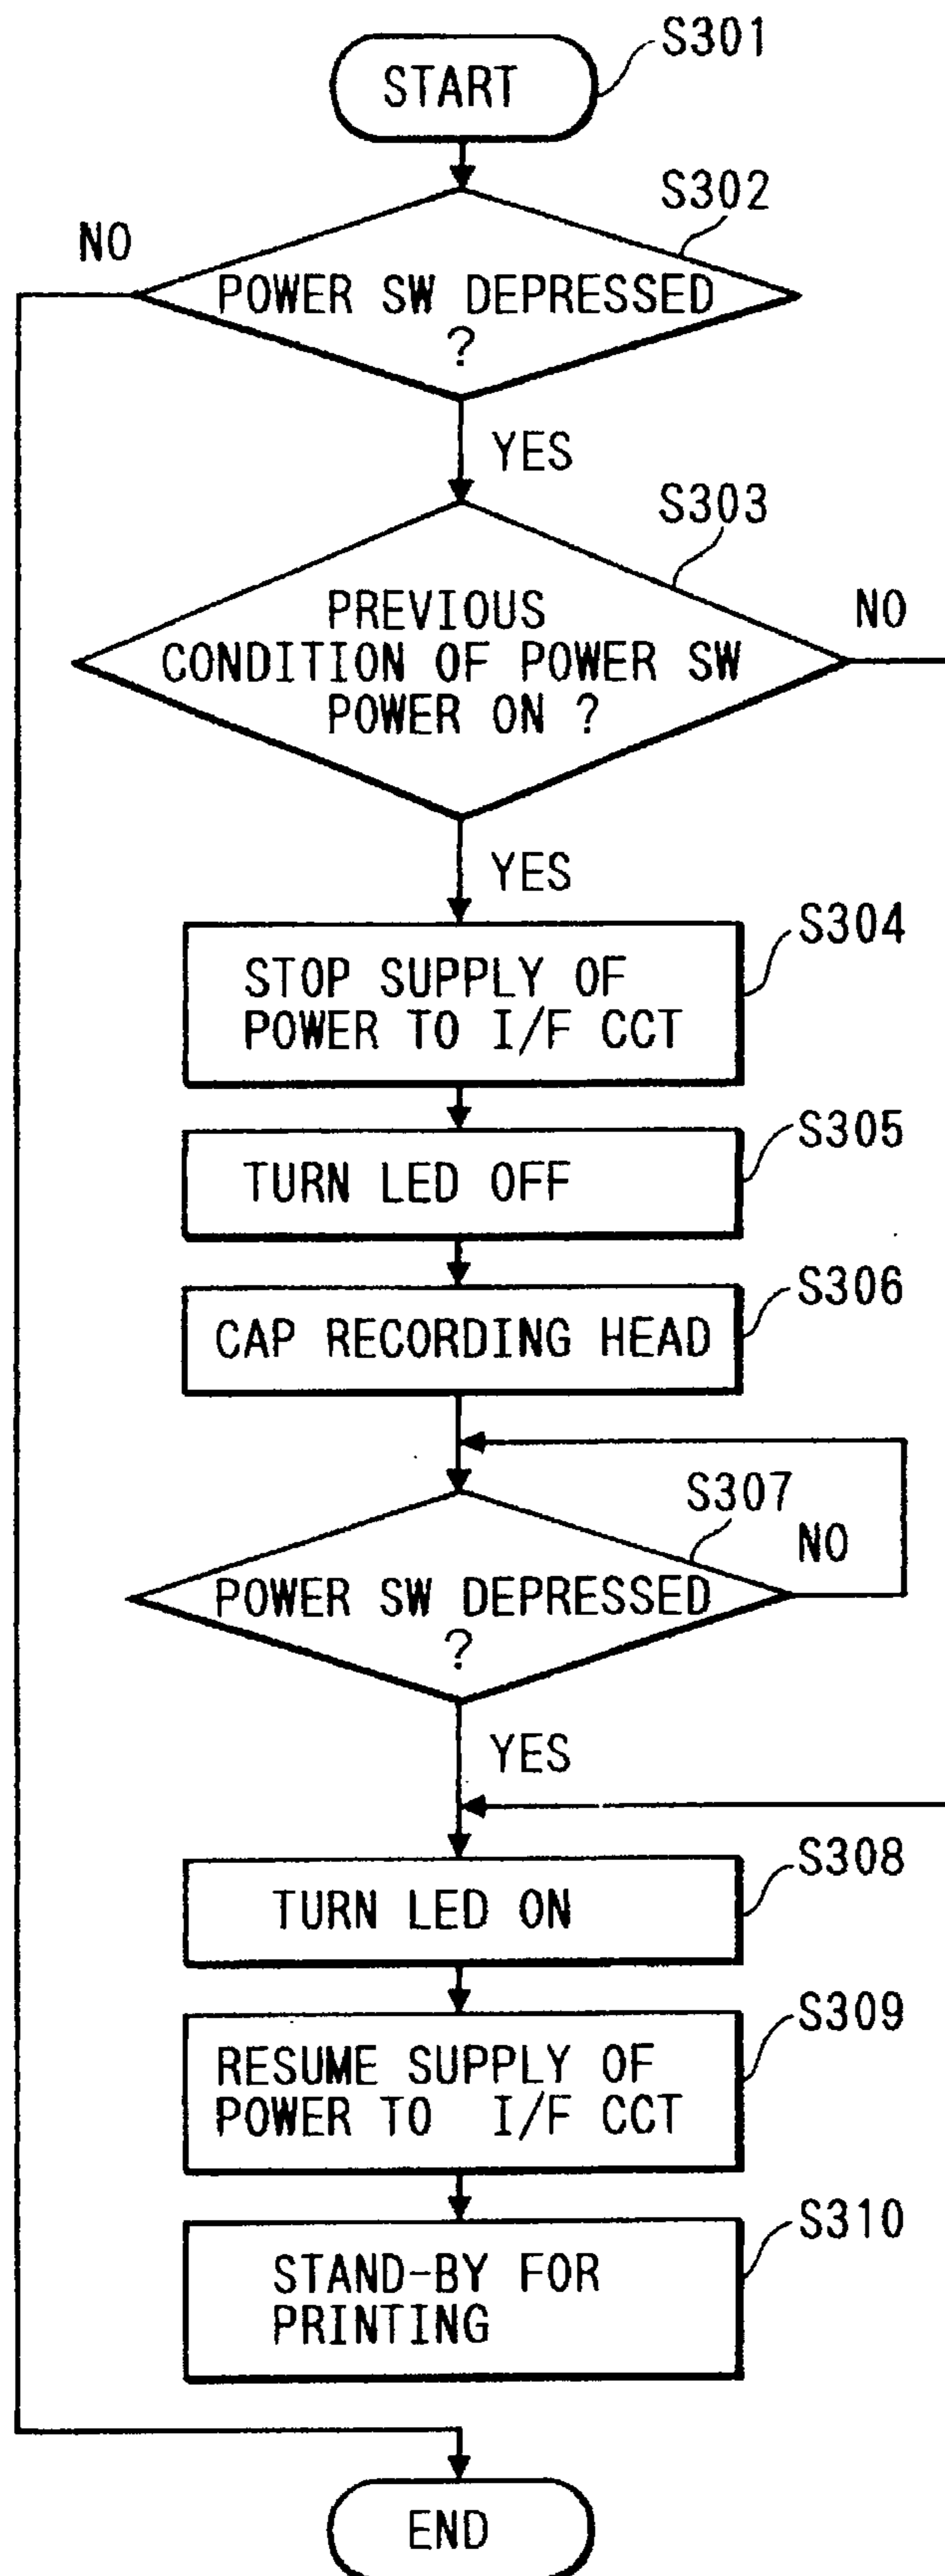 START
S301
S302
NO
POWER SW DEPRESSED
?
YES
S303
PREVIOUS
CONDITION OF POWER SW
POWER ON ?
NO
YES
S304
STOP SUPPLY OF
POWER TO I/F CCT
S305
TURN LED OFF
S306
CAP RECORDING HEAD
S307
NO
POWER SW DEPRESSED
?
YES
S308
TURN LED ON
S309
RESUME SUPPLY OF
POWER TO I/F CCT
S310
STAND-BY FOR
PRINTING
END